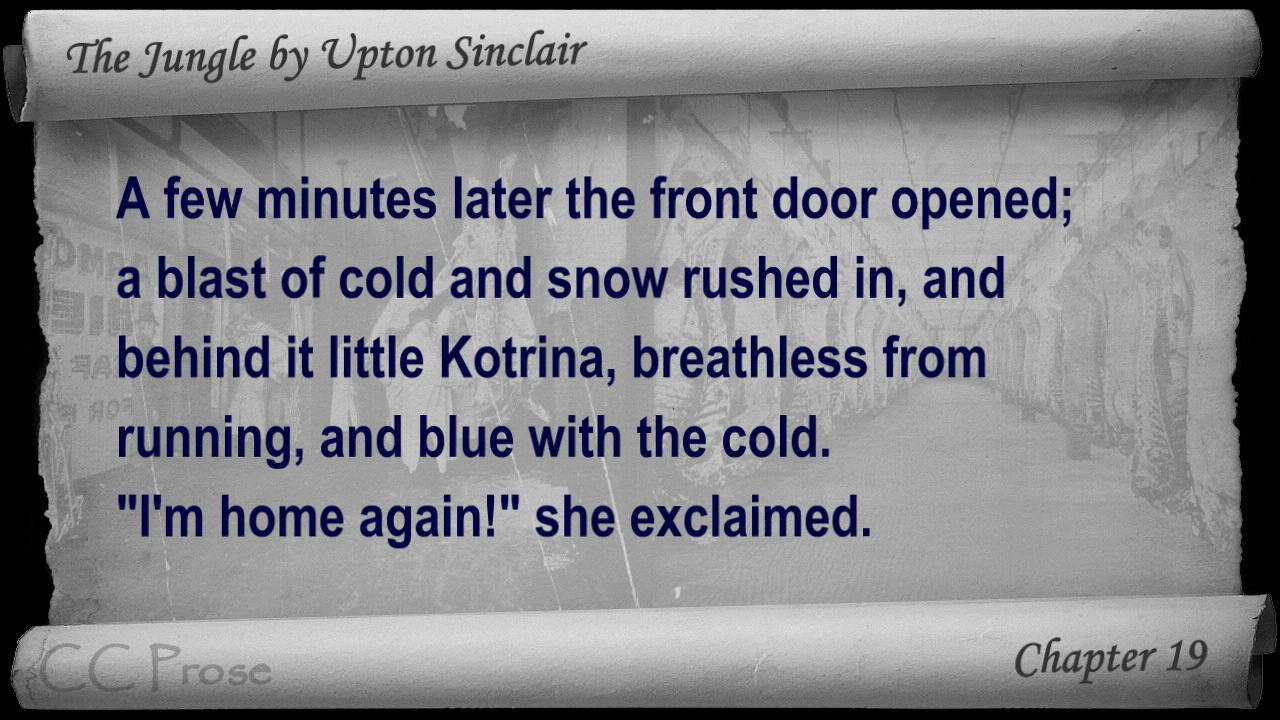 The Jungle by Upton Sinclair
A few minutes later the front door opened;
a blast of cold and snow rushed in, and
behind it little Kotrina, breathless from
running, and blue with the cold.
"I'm home again!" she exclaimed.
CC Prose
Chapter 19